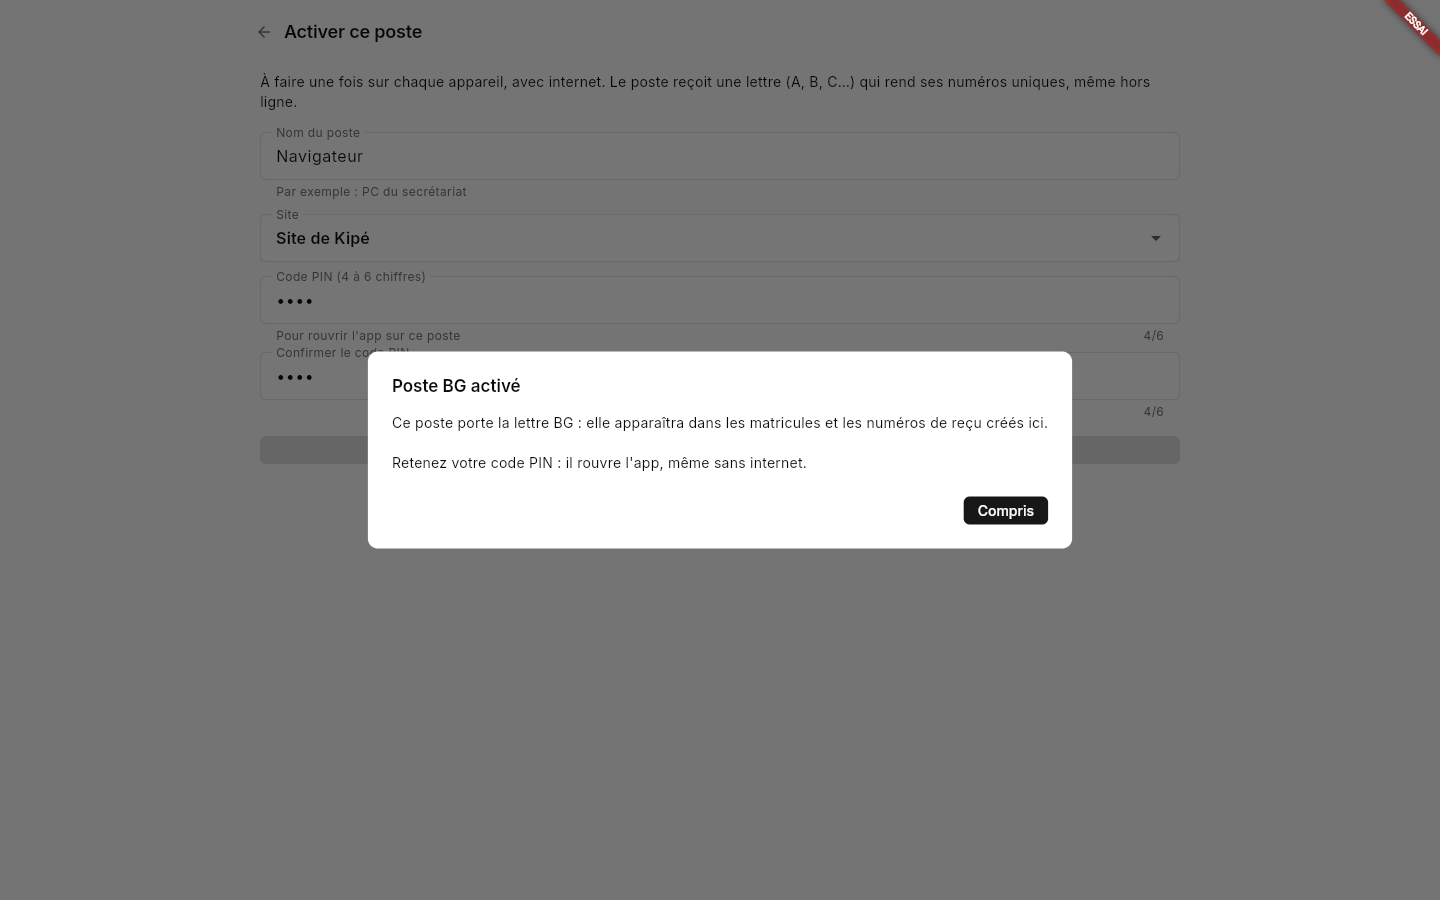 Activer ce poste
ESSAI
À faire une fois sur chaque appareil, avec internet. Le poste reçoit une lettre (A, B, C…) qui rend ses numéros uniques, même hors
ligne.
Nom du poste
Navigateur
Par exemple : PC du secrétariat
Site
Site de Kipé
Code PIN (4 à 6 chiffres)
••••
Pour rouvrir l'app sur ce poste
4/6
Confirmer le code PIN
••••
4/6
Poste BG activé
Ce poste porte la lettre BG : elle apparaîtra dans les matricules et les numéros de reçu créés ici.
Retenez votre code PIN : il rouvre l'app, même sans internet.
Compris